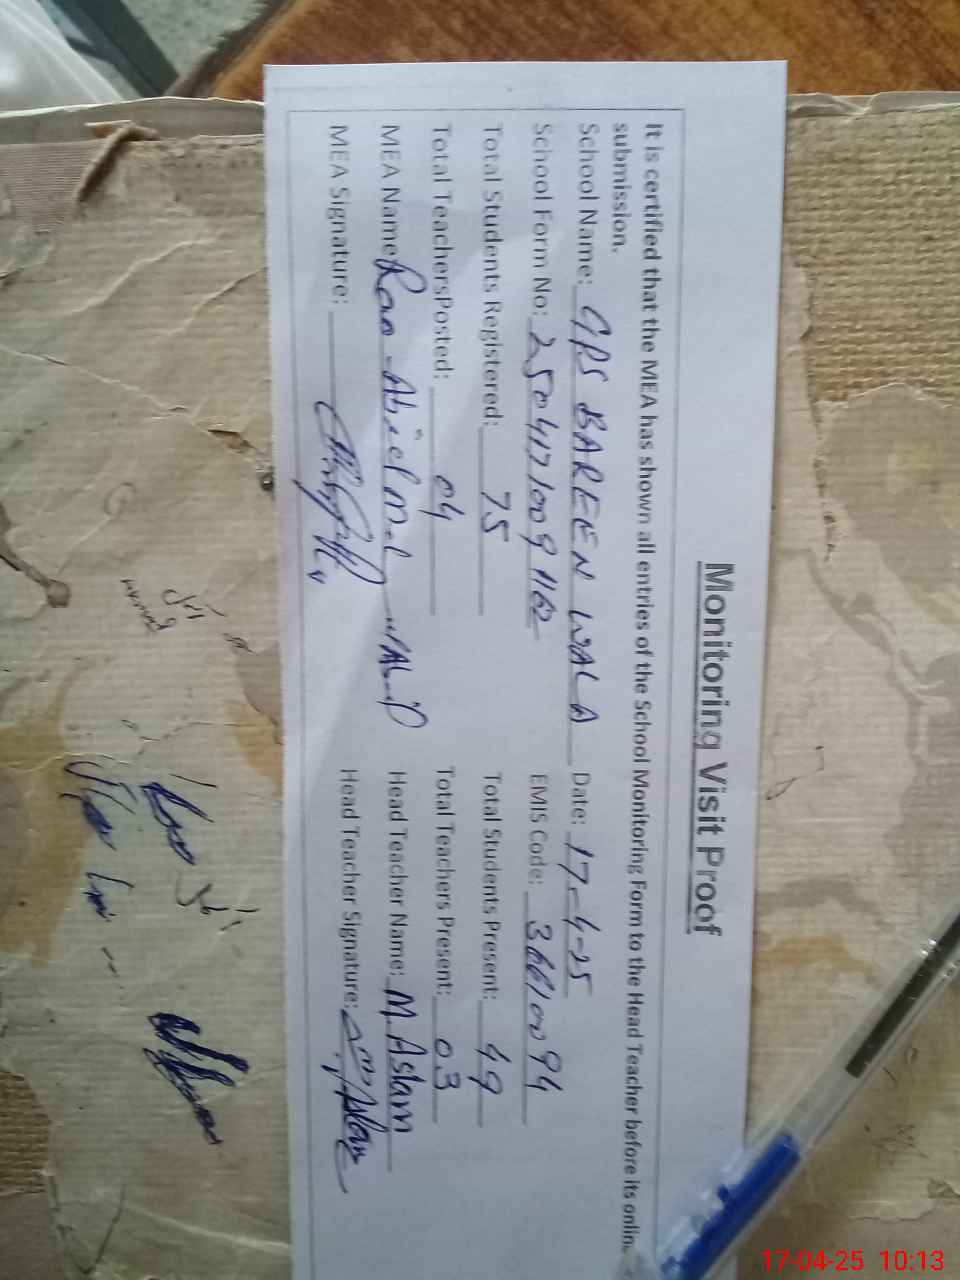 Monitoring Visit Proof
It is certified that the MEA has shown all entries of the School Monitoring Form to the Head Teacher before its online
submission.
School Name: GPS BAREEN WALA Date: 17-4-25
School Form No: 2504171009 1162 EMIS Code: 36610094
Total Students Registered: 75 Total Students Present: 49
Total TeachersPosted: 04 Total Teachers Present: 03
MEA Name: Rao Abid Head Teacher Name: M. Aslam
MEA Signature: Head Teacher Signature: M. Aslam
17-04-25 10:13